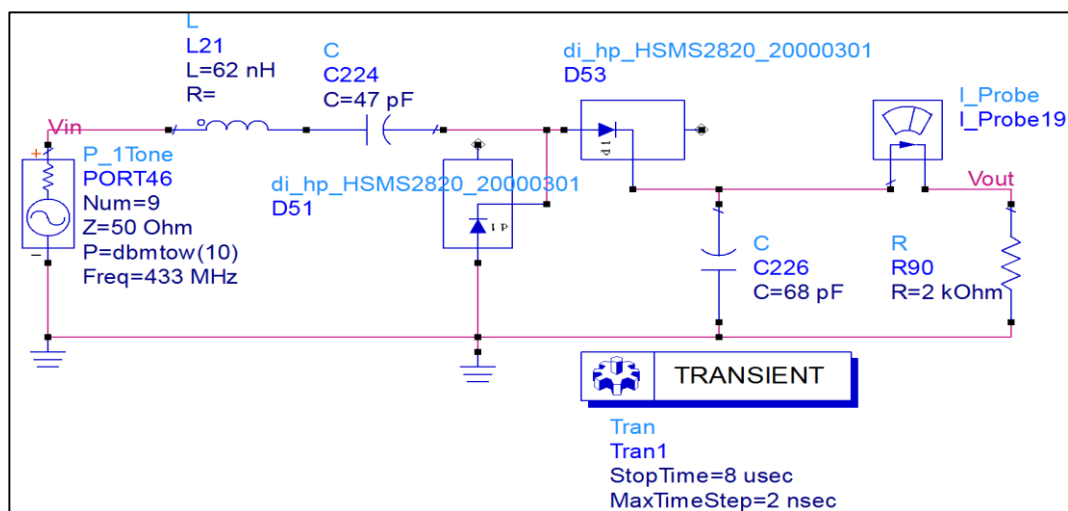 L
L21
L=62 nH
R=
C
C224
C=47 pF
di_hp_HSMS2820_20000301
D53
I_Probe
I_Probe19
Vin
P_1Tone
PORT46
Num=9
Z=50 Ohm
P=dbmtow(10)
Freq=433 MHz
di_hp_HSMS2820_20000301
D51
Vout
C
C226
C=68 pF
R
R90
R=2 kOhm
TRANSIENT
Tran
Tran1
StopTime=8 usec
MaxTimeStep=2 nsec